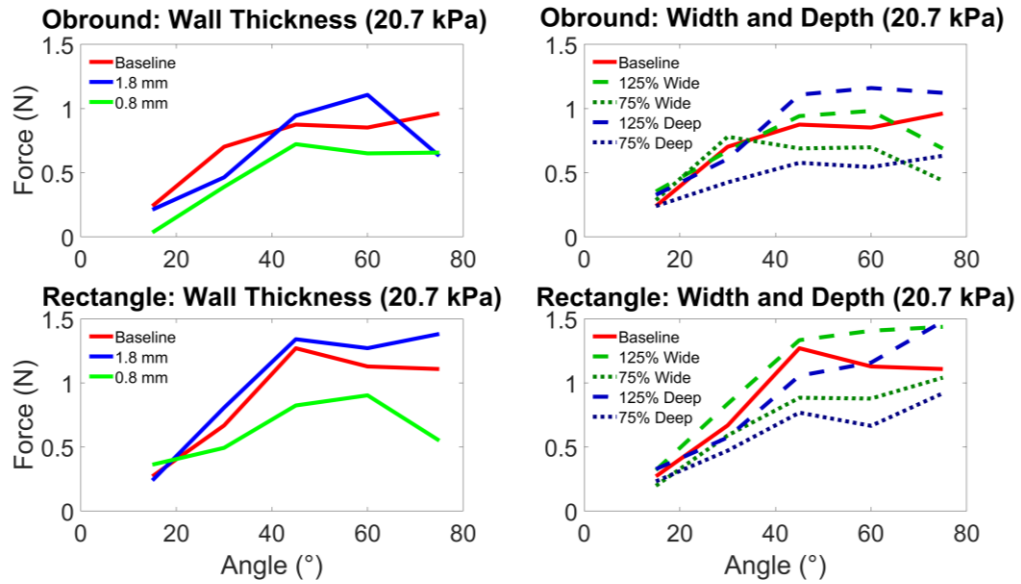 Obround: Wall Thickness (20.7 kPa)
1.5
1
0.5
0
Force (N)
Baseline
1.8 mm
0.8 mm
0 20 40 60 80
Obround: Width and Depth (20.7 kPa)
1.5
1
0.5
0
Baseline
125% Wide
75% Wide
125% Deep
75% Deep
0 20 40 60 80
Rectangle: Wall Thickness (20.7 kPa)
1.5
1
0.5
0
Force (N)
Baseline
1.8 mm
0.8 mm
0 20 40 60 80
Angle (°)
Rectangle: Width and Depth (20.7 kPa)
1.5
1
0.5
0
Baseline
125% Wide
75% Wide
125% Deep
75% Deep
0 20 40 60 80
Angle (°)